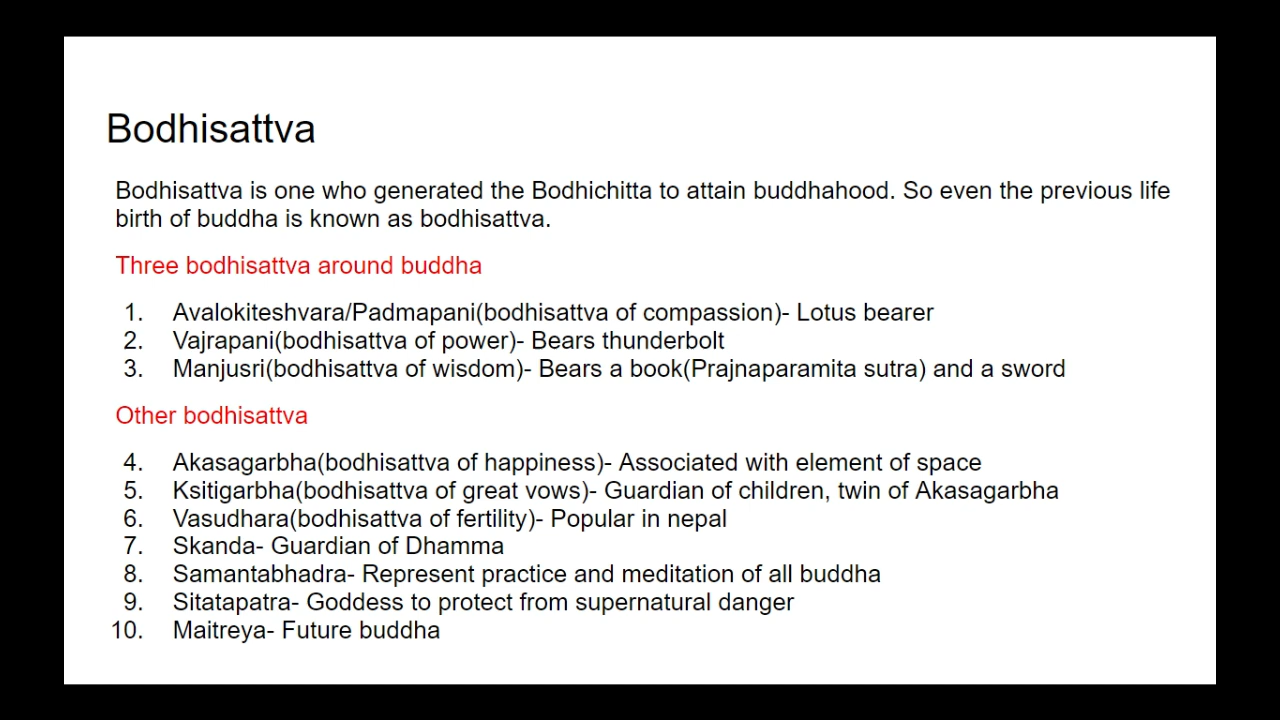 Bodhisattva
Bodhisattva is one who generated the Bodhichitta to attain buddhahood. So even the previous life
birth of buddha is known as bodhisattva.
Three bodhisattva around buddha
1. Avalokiteshvara/Padmapani(bodhisattva of compassion)- Lotus bearer
2. Vajrapani(bodhisattva of power)- Bears thunderbolt
3. Manjusri(bodhisattva of wisdom)- Bears a book(Prajnaparamita sutra) and a sword
Other bodhisattva
4. Akasagarbha(bodhisattva of happiness)- Associated with element of space
5. Ksitigarbha(bodhisattva of great vows)- Guardian of children, twin of Akasagarbha
6. Vasudhara(bodhisattva of fertility)- Popular in nepal
7. Skanda- Guardian of Dhamma
8. Samantabhadra- Represent practice and meditation of all buddha
9. Sitatapatra- Goddess to protect from supernatural danger
10. Maitreya- Future buddha